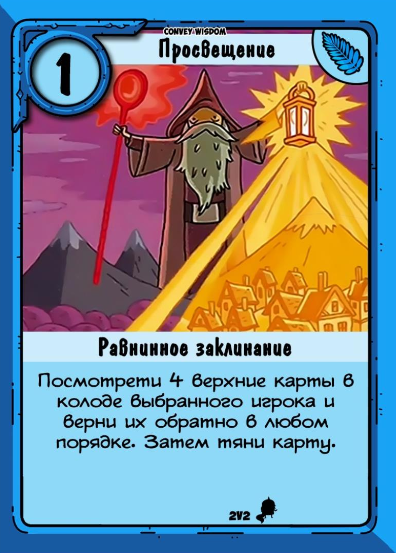 1
CONVEY WISDOM
Просвещение
Равнинное заклинание
Посмотрети 4 верхние карты в
колоде выбранного игрока и
верни их обратно в любом
порядке. Затем тяни карту.
2V2